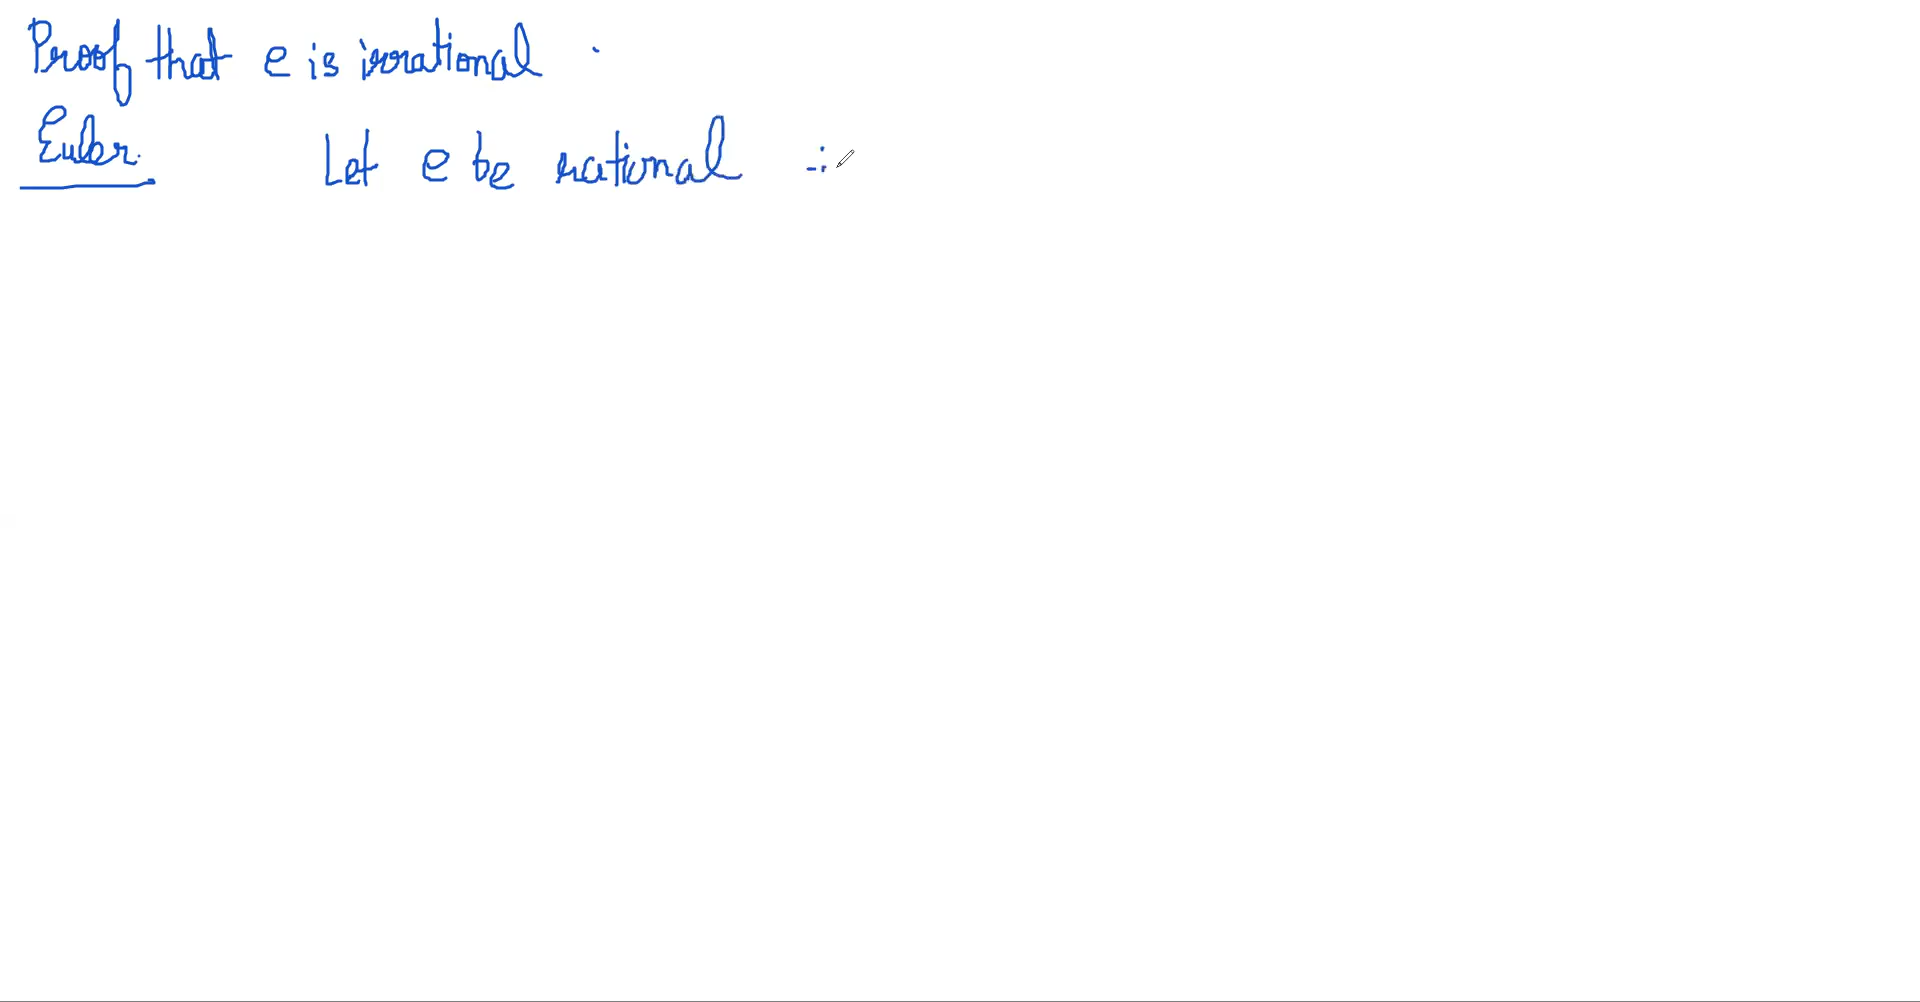 Proof that e is irrational .
Euler. Let e be rational